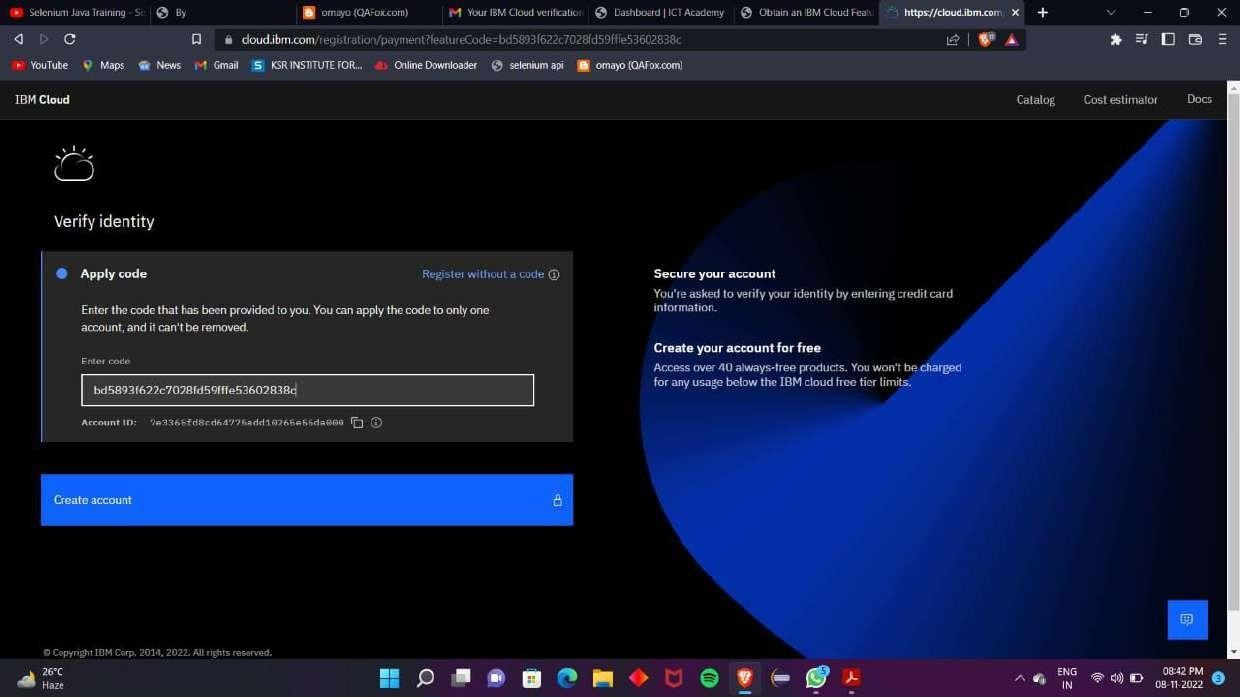 Selenium Java Training - Se
By
omayo (QAFox.com)
Your IBM Cloud verification
Dashboard | ICT Academy
Obtain an IBM Cloud Featu
https://cloud.ibm.com
cloud.ibm.com/registration/payment?featureCode=bd5893f622c7028fd59fffe53602838c
YouTube
Maps
News
Gmail
KSR INSTITUTE FOR...
Online Downloader
selenium api
omayo (QAFox.com)
IBM Cloud
Catalog
Cost estimator
Docs
Verify identity
Apply code
Register without a code
Enter the code that has been provided to you. You can apply the code to only one
account, and it can't be removed.
Enter code
bd5893f622c7028fd59fffe53602838c
Account ID:
Create account
Secure your account
You're asked to verify your identity by entering credit card
information.
Create your account for free
Access over 40 always-free products. You won't be charged
for any usage below the IBM cloud free tier limits.
© Copyright IBM Corp. 2014, 2022. All rights reserved.
26°C
Haze
5
ENG
IN
08:42 PM
08-11-2022
3